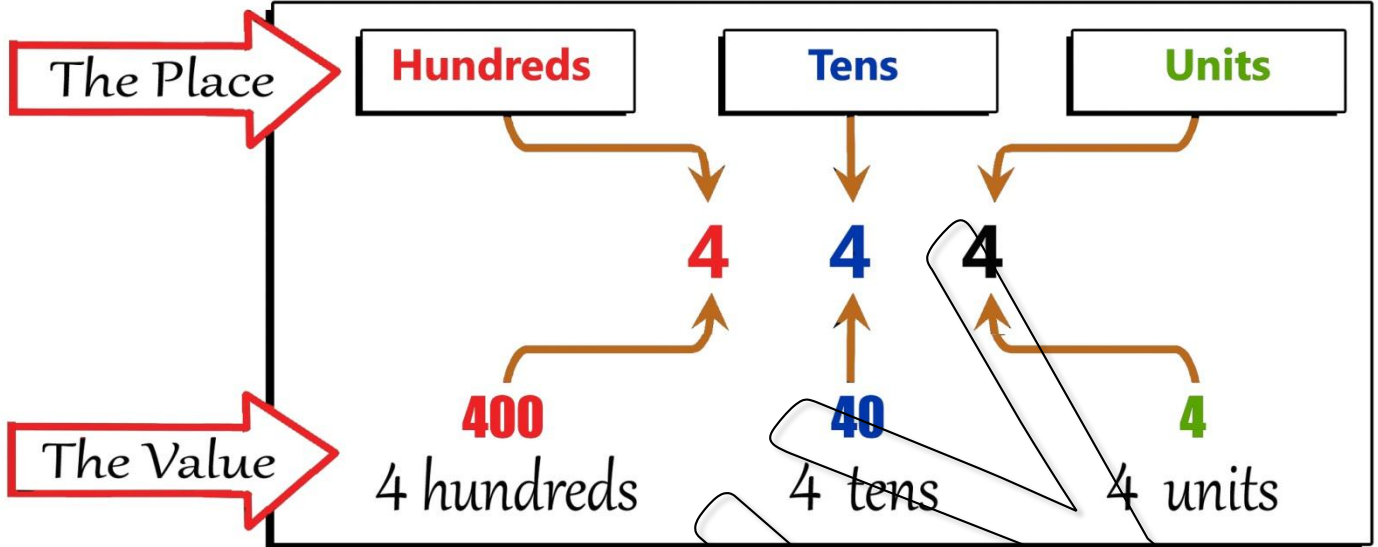 The Place
Hundreds Tens Units
4 4 4
400 40 4
The Value
4 hundreds 4 tens 4 units